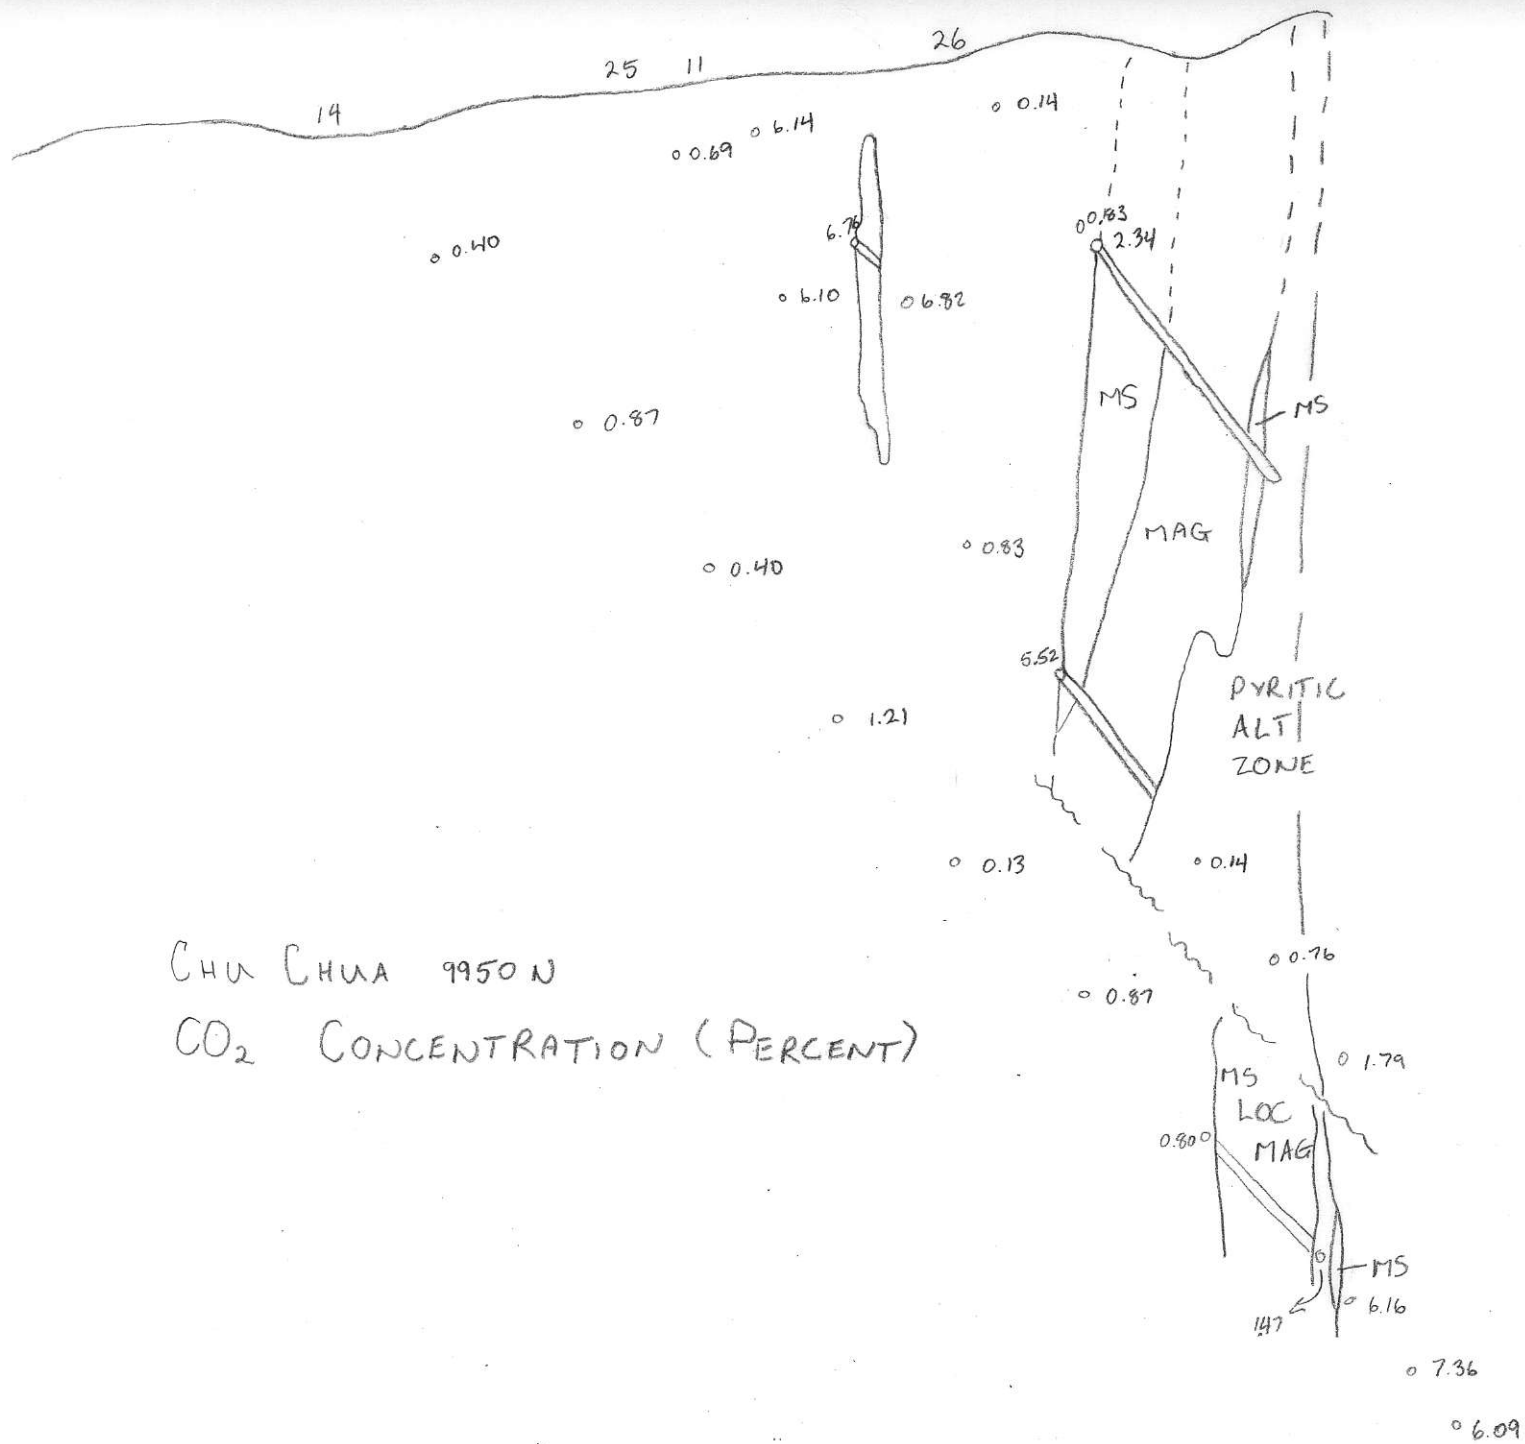 26
25 11
14
0.14
6.14
0.69
0.83
6.76
2.34
0.40
6.10
6.82
MS
MS
0.87
MAG
0.83
0.40
5.52
PYRITIC
ALT
ZONE
1.21
0.13
0.14
0.76
CHU CHUA 9950 N
0.87
CO₂ CONCENTRATION (PERCENT)
1.79
MS
LOC
MAG
0.80
MS
6.16
1.47
7.36
6.09